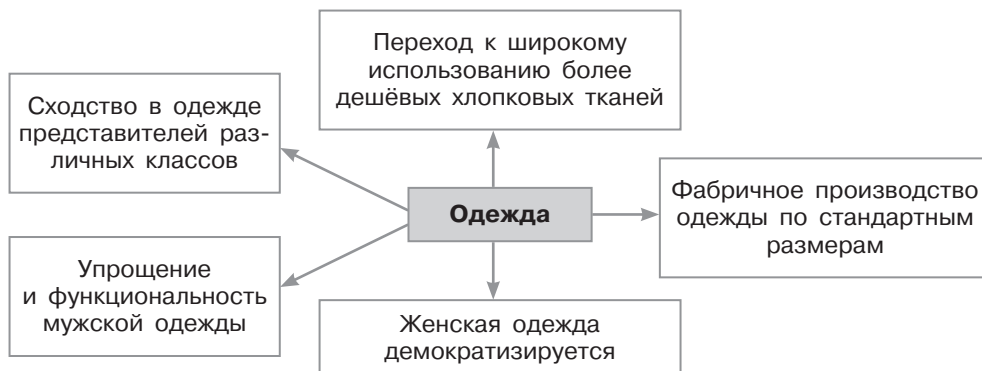 Переход к широкому
использованию более
дешёвых хлопковых тканей
Сходство в одежде
представителей раз-
личных классов
Одежда
Фабричное производство
одежды по стандартным
размерам
Упрощение
и функциональность
мужской одежды
Женская одежда
демократизируется